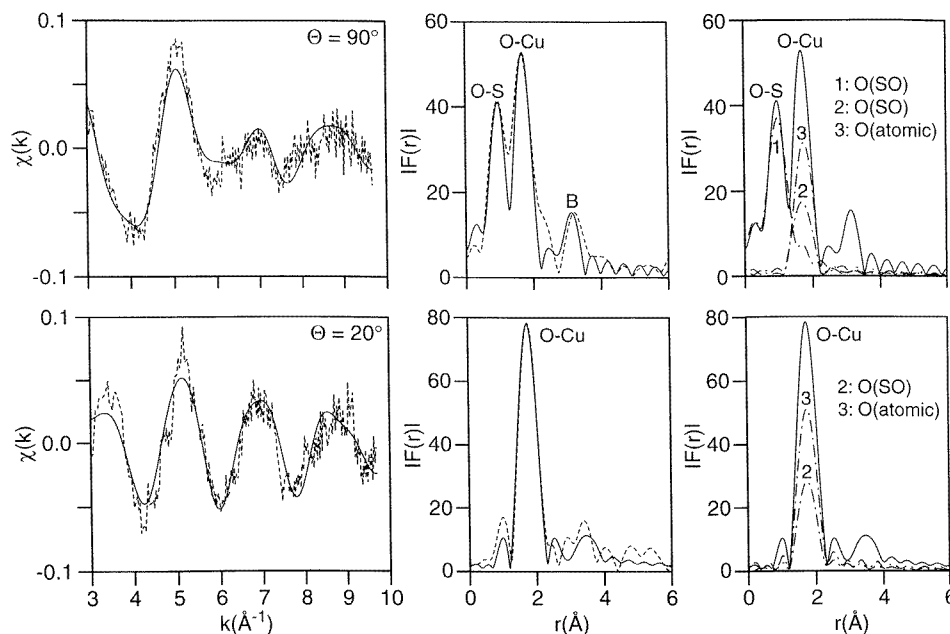 0.1
Θ = 90°
χ(k)
0.0
-0.1
60
O-Cu
O-S
|F(r)|
40
20
B
0
60
O-Cu
O-S
1: O(SO)
2: O(SO)
3: O(atomic)
|F(r)|
40
1
3
20
2
0
0.1
Θ = 20°
χ(k)
0.0
-0.1
3 4 5 6 7 8 9 10
k(Å⁻¹)
80
O-Cu
60
|F(r)|
40
20
0
0 2 4 6
r(Å)
80
O-Cu
2: O(SO)
3: O(atomic)
60
|F(r)|
3
40
2
20
0
0 2 4 6
r(Å)